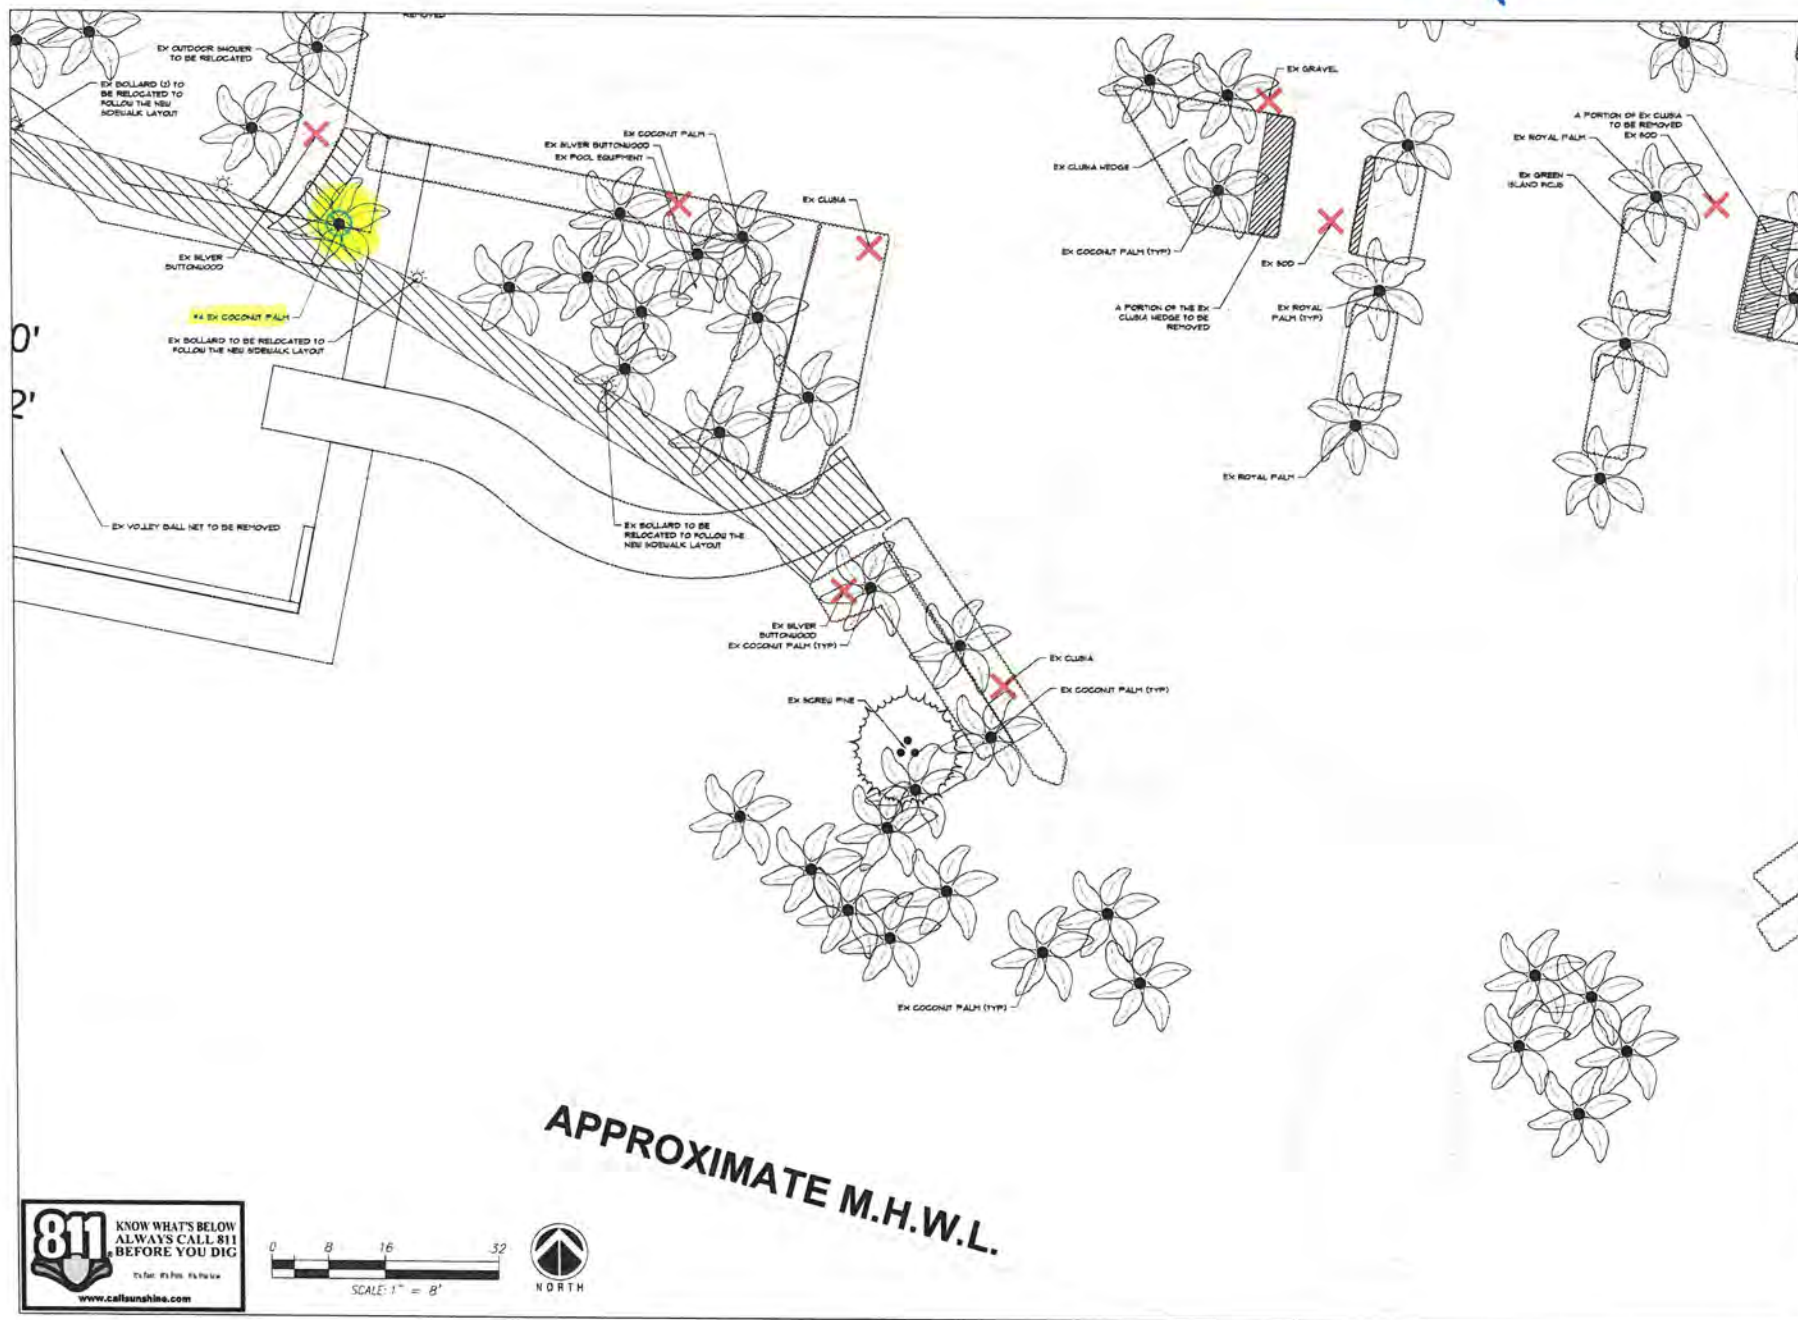 REMOVED
EX OUTDOOR SHOWER
TO BE RELOCATED
EX BOLLARD (2) TO
BE RELOCATED TO
FOLLOW THE NEW
SIDEWALK LAYOUT
EX COCONUT PALM
EX SILVER BUTTONWOOD
EX POOL EQUIPMENT
EX CLUSIA
EX SILVER
BUTTONWOOD
#4 EX COCONUT PALM
EX BOLLARD TO BE RELOCATED TO
FOLLOW THE NEW SIDEWALK LAYOUT
0'
2'
EX VOLLEY BALL NET TO BE REMOVED
EX BOLLARD TO BE
RELOCATED TO FOLLOW THE
NEW SIDEWALK LAYOUT
EX GRAVEL
EX CLUSIA HEDGE
EX COCONUT PALM (TYP)
EX SOD
A PORTION OF THE EX
CLUSIA HEDGE TO BE
REMOVED
EX ROYAL
PALM (TYP)
EX ROYAL PALM
A PORTION OF EX CLUSIA
TO BE REMOVED
EX SOD
EX ROYAL PALM
EX GREEN
ISLAND FICUS
EX SILVER
BUTTONWOOD
EX COCONUT PALM (TYP)
EX CLUSIA
EX COCONUT PALM (TYP)
EX SCREW PINE
EX COCONUT PALM (TYP)
APPROXIMATE M.H.W.L.
811
KNOW WHAT'S BELOW
ALWAYS CALL 811
BEFORE YOU DIG
It's fast. It's free. It's the law.
www.callsunshine.com
0 8 16 32
SCALE: 1" = 8'
NORTH